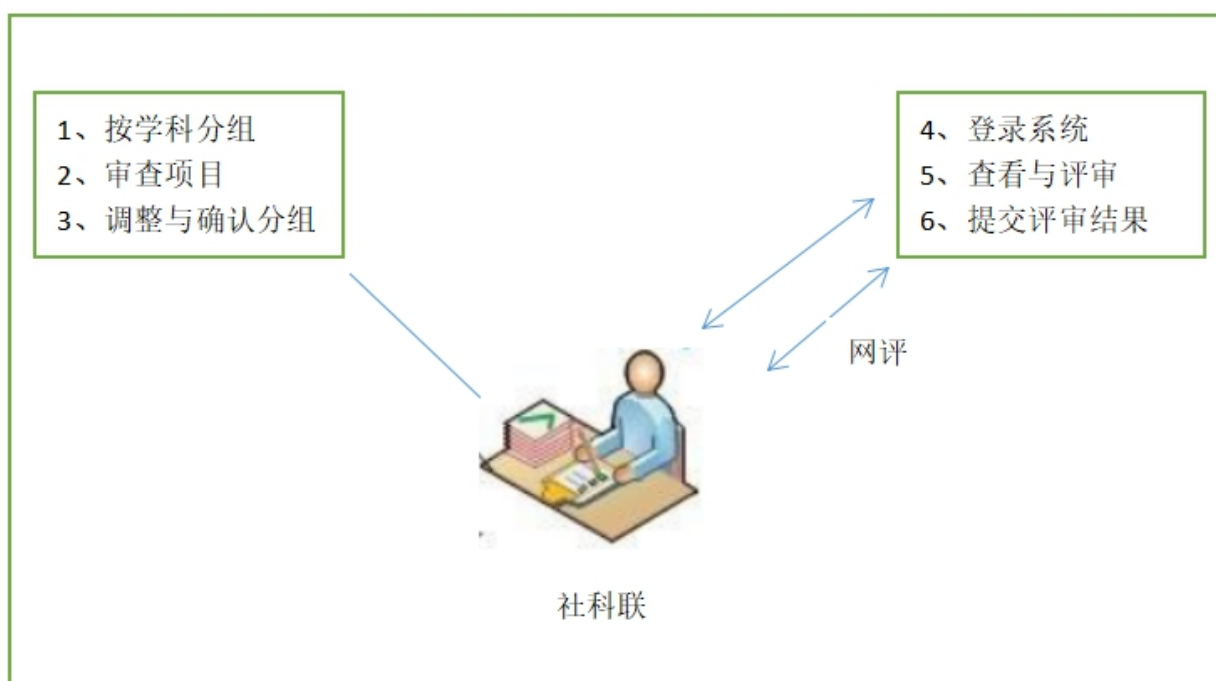 1、按学科分组
2、审查项目
3、调整与确认分组
4、登录系统
5、查看与评审
6、提交评审结果
网评
社科联